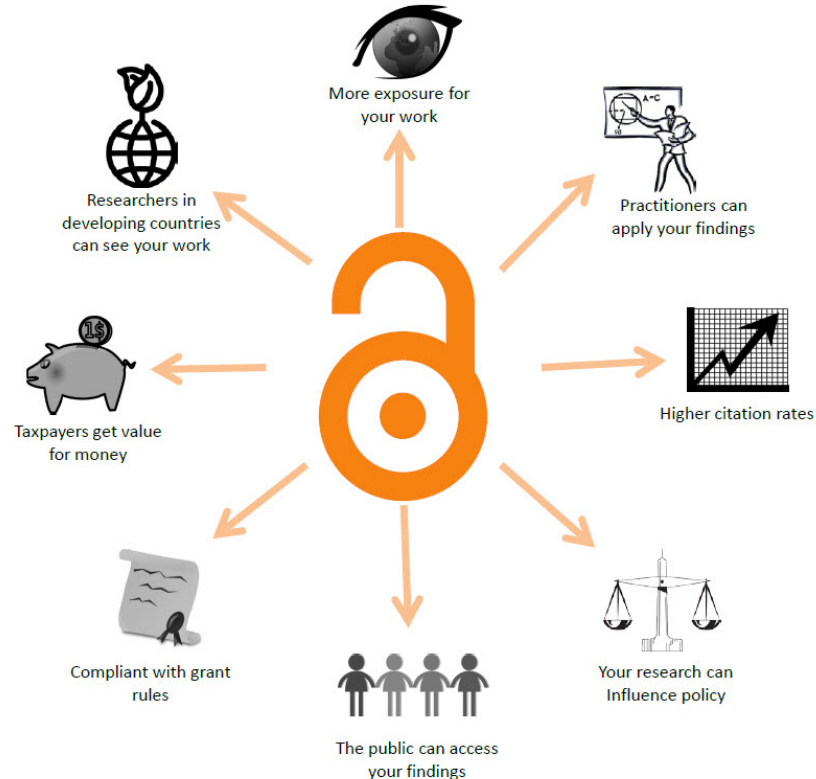 More exposure for
your work
Practitioners can
apply your findings
A=C
Higher citation rates
Your research can
Influence policy
The public can access
your findings
Compliant with grant
rules
Taxpayers get value
for money
1$
Researchers in
developing countries
can see your work